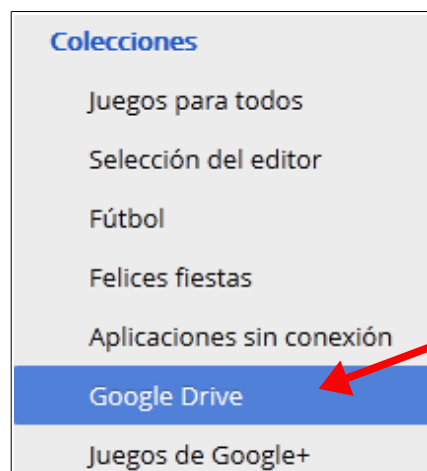 Colecciones
Juegos para todos
Selección del editor
Fútbol
Felices fiestas
Aplicaciones sin conexión
Google Drive
Juegos de Google+